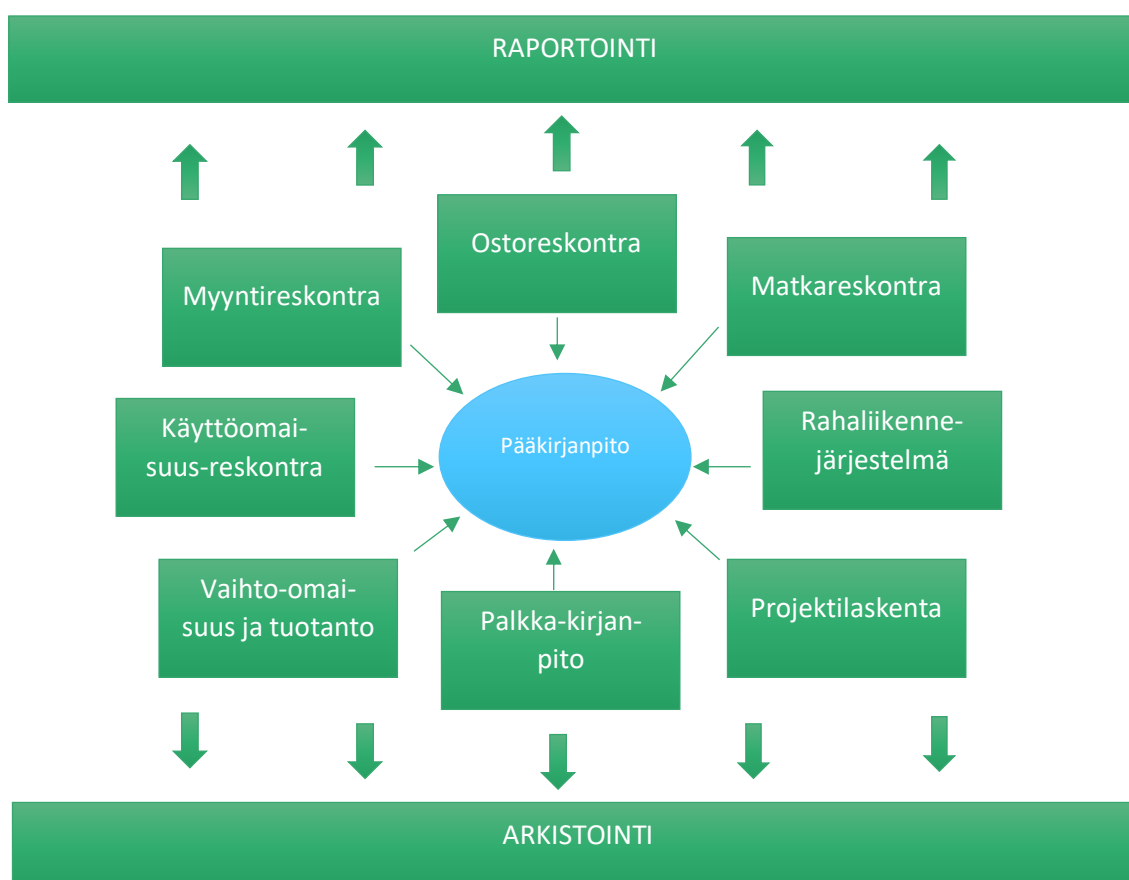 RAPORTOINTI
Ostoreskontra
Myyntireskontra
Matkareskontra
Käyttöomai-
suus-reskontra
Pääkirjanpito
Rahaliikenne-
järjestelmä
Vaihto-omai-
suus ja tuotanto
Palkka-kirjan-
pito
Projektilaskenta
ARKISTOINTI